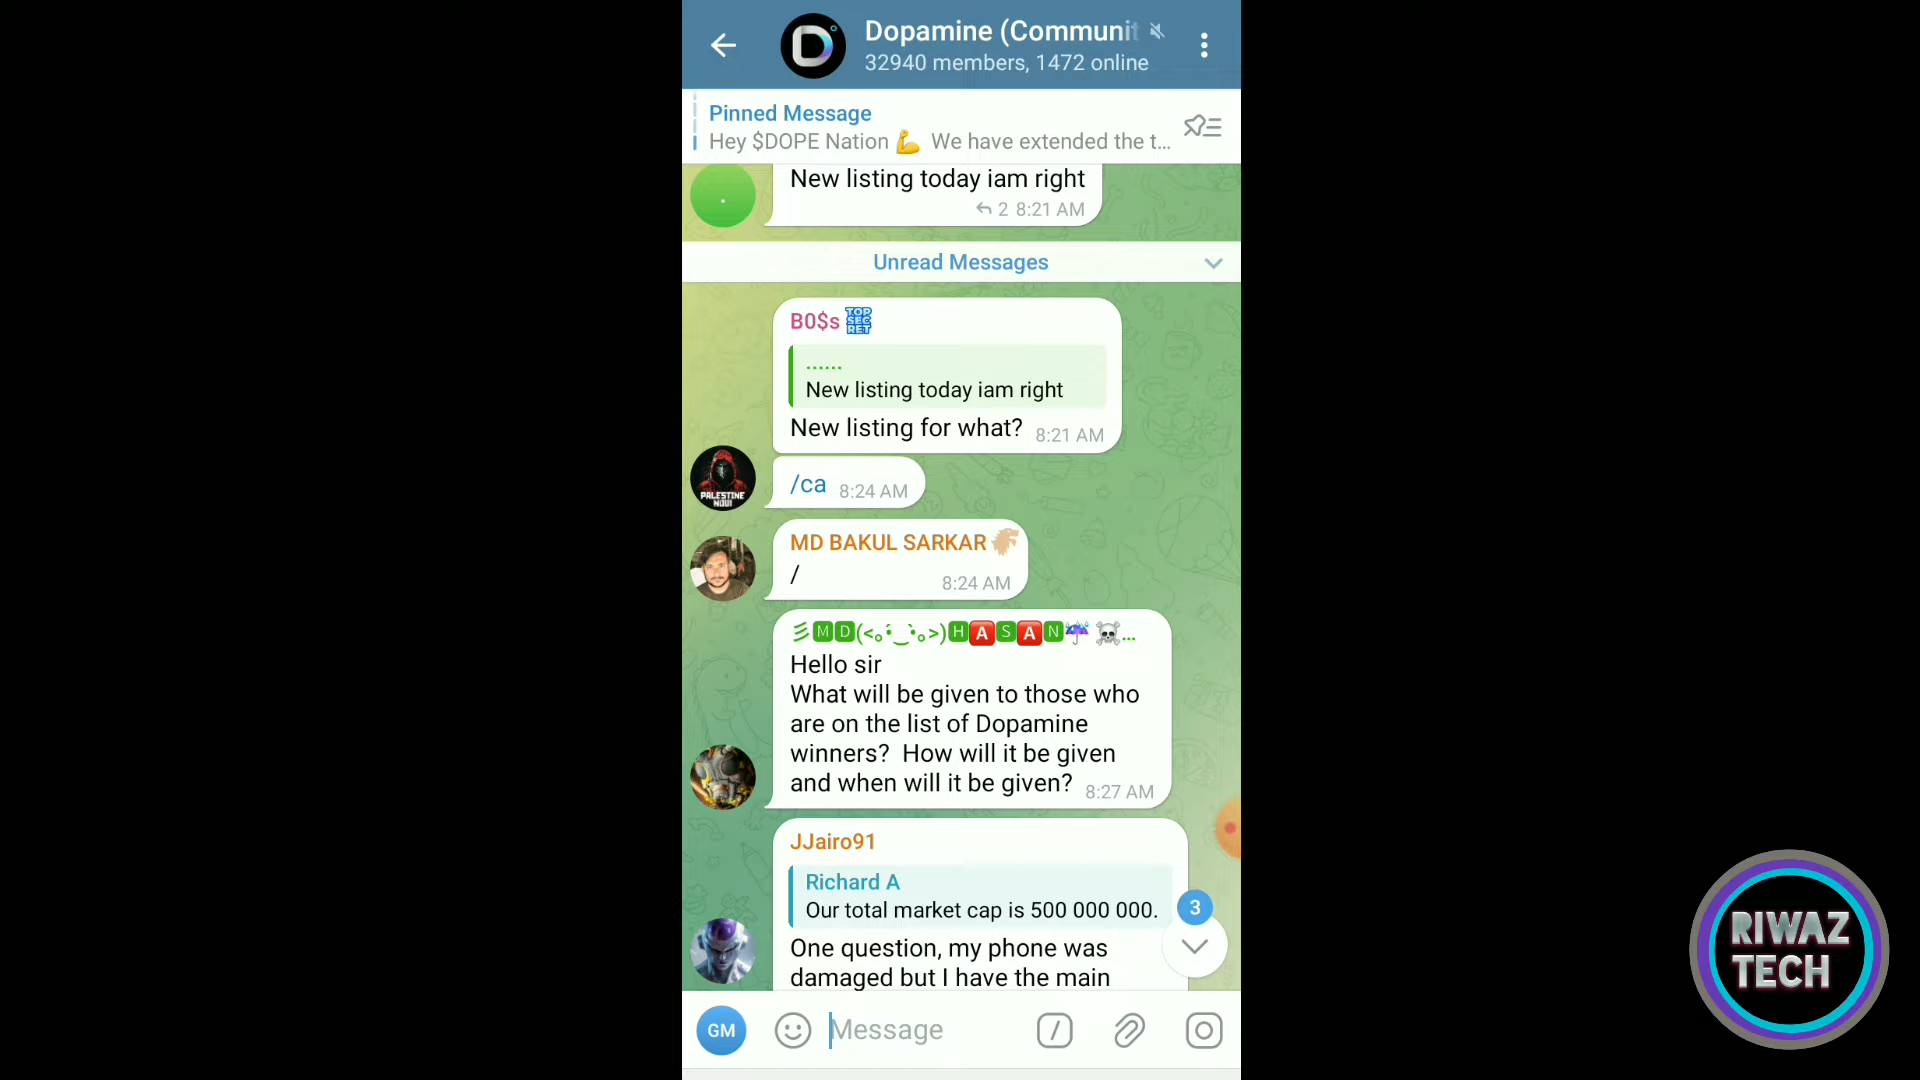 Dopamine (Communit
32940 members, 1472 online
Pinned Message
Hey $DOPE Nation 💪 We have extended the t...
New listing today iam right
2 8:21 AM
Unread Messages
B0$s TOP SEC RET
......
New listing today iam right
New listing for what? 8:21 AM
PALESTINE
/ca 8:24 AM
MD BAKUL SARKAR
/ 8:24 AM
彡🅼🅳(<。•́‿•̀。>)🅷🅰🆂🅰🅽☔☠...
Hello sir
What will be given to those who
are on the list of Dopamine
winners? How will it be given
and when will it be given? 8:27 AM
JJairo91
Richard A
Our total market cap is 500 000 000.
3
One question, my phone was
damaged but I have the main
GM
Message
RIWAZ
TECH